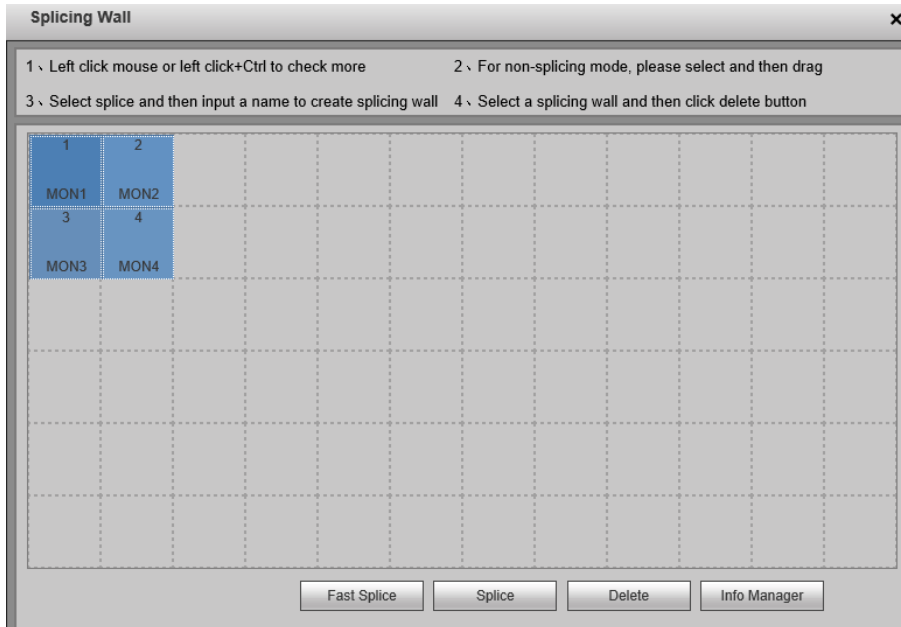 Splicing Wall ×
1、Left click mouse or left click+Ctrl to check more 2、For non-splicing mode, please select and then drag
3、Select splice and then input a name to create splicing wall 4、Select a splicing wall and then click delete button
1 2
MON1 MON2
3 4
MON3 MON4
Fast Splice Splice Delete Info Manager